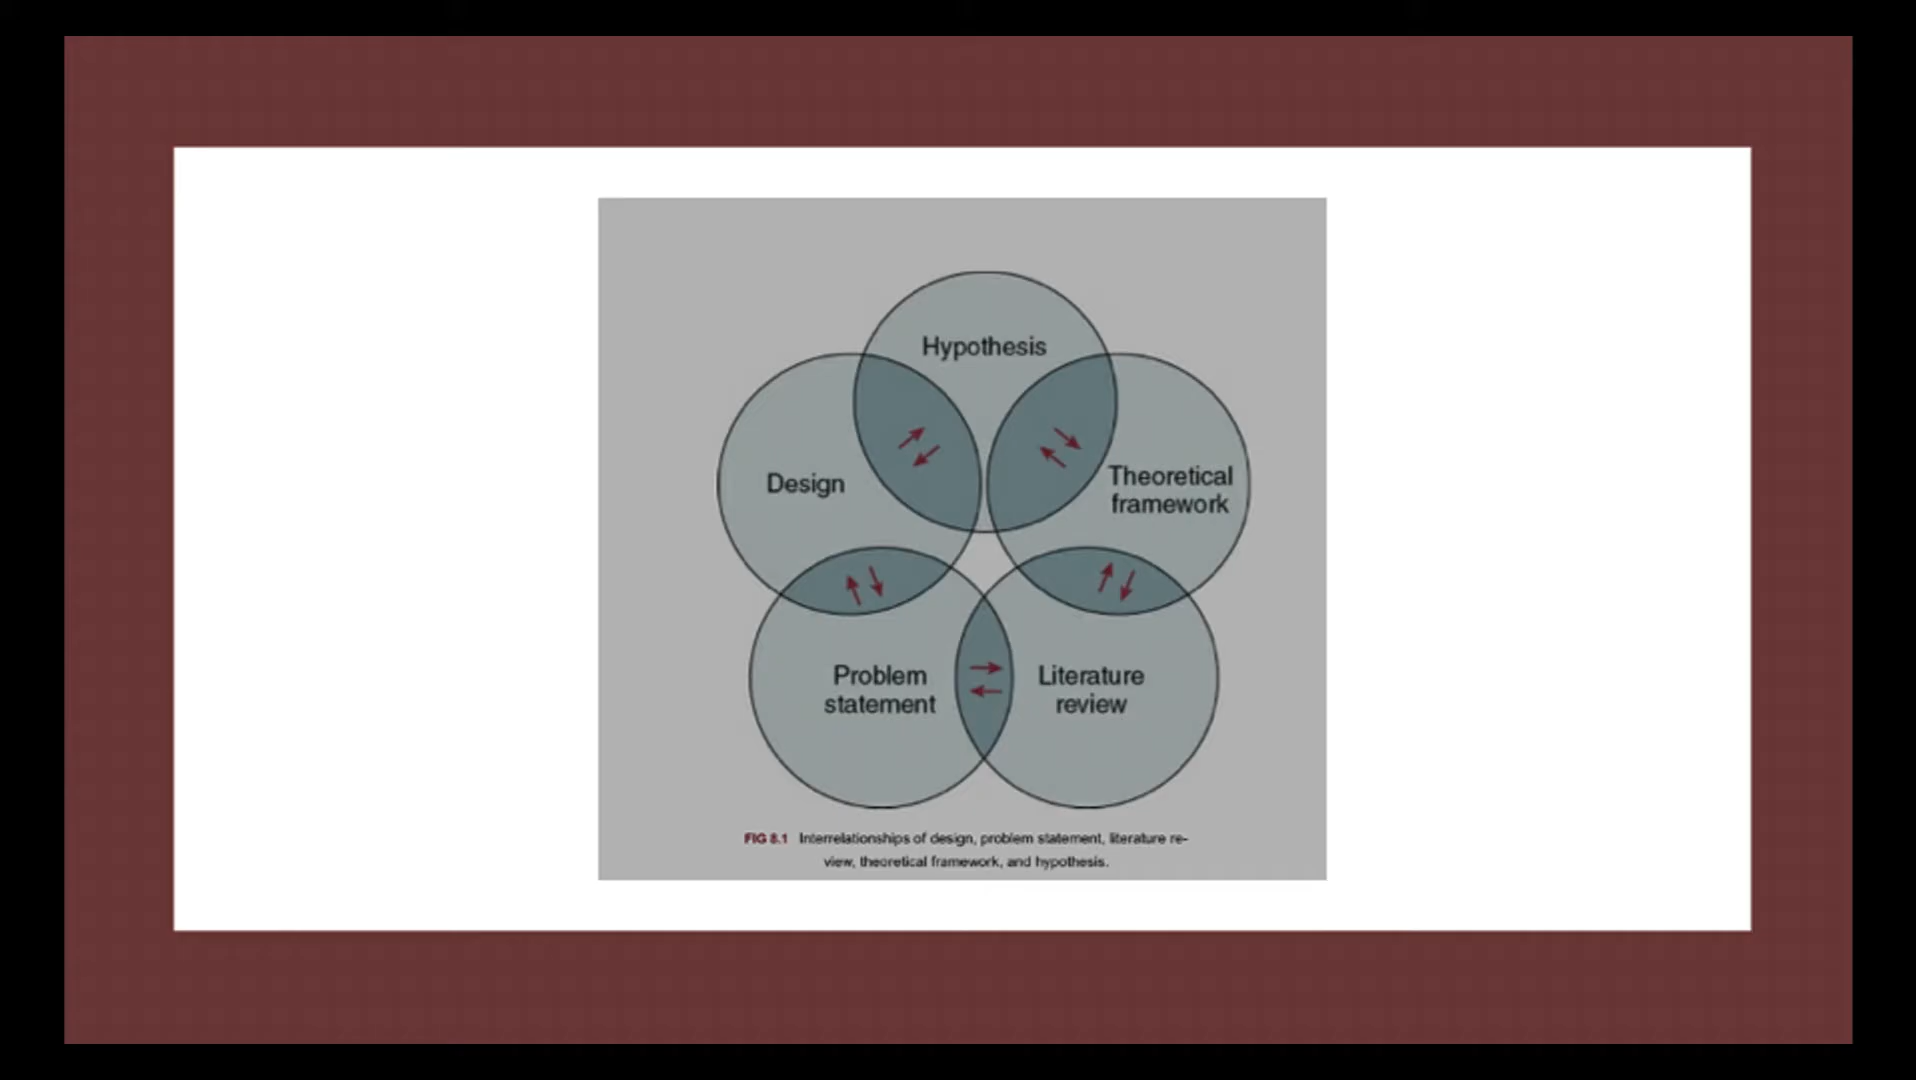 Hypothesis
Design
Theoretical
framework
Problem
statement
Literature
review
FIG 8.1 Interrelationships of design, problem statement, literature re-
view, theoretical framework, and hypothesis.